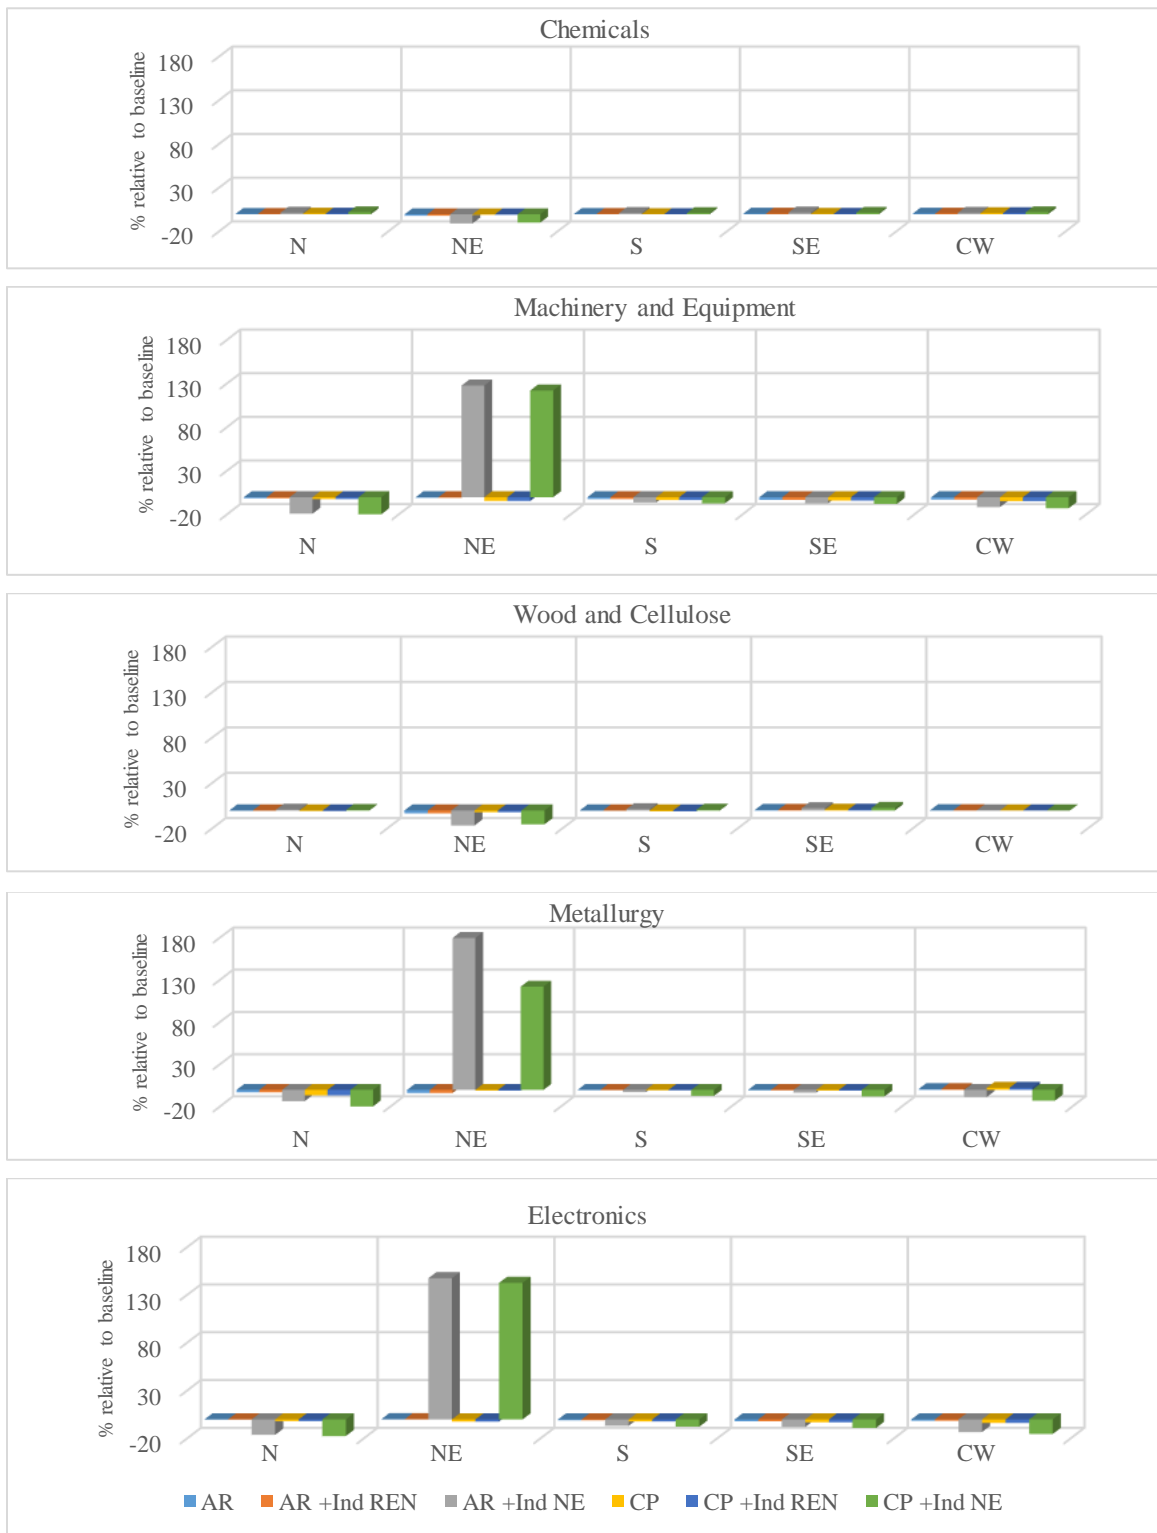 Chemicals
% relative to baseline
180
130
80
30
-20
N NE S SE CW
Machinery and Equipment
% relative to baseline
180
130
80
30
-20
N NE S SE CW
Wood and Cellulose
% relative to baseline
180
130
80
30
-20
N NE S SE CW
Metallurgy
% relative to baseline
180
130
80
30
-20
N NE S SE CW
Electronics
% relative to baseline
180
130
80
30
-20
N NE S SE CW
AR AR +Ind REN AR +Ind NE CP CP +Ind REN CP +Ind NE